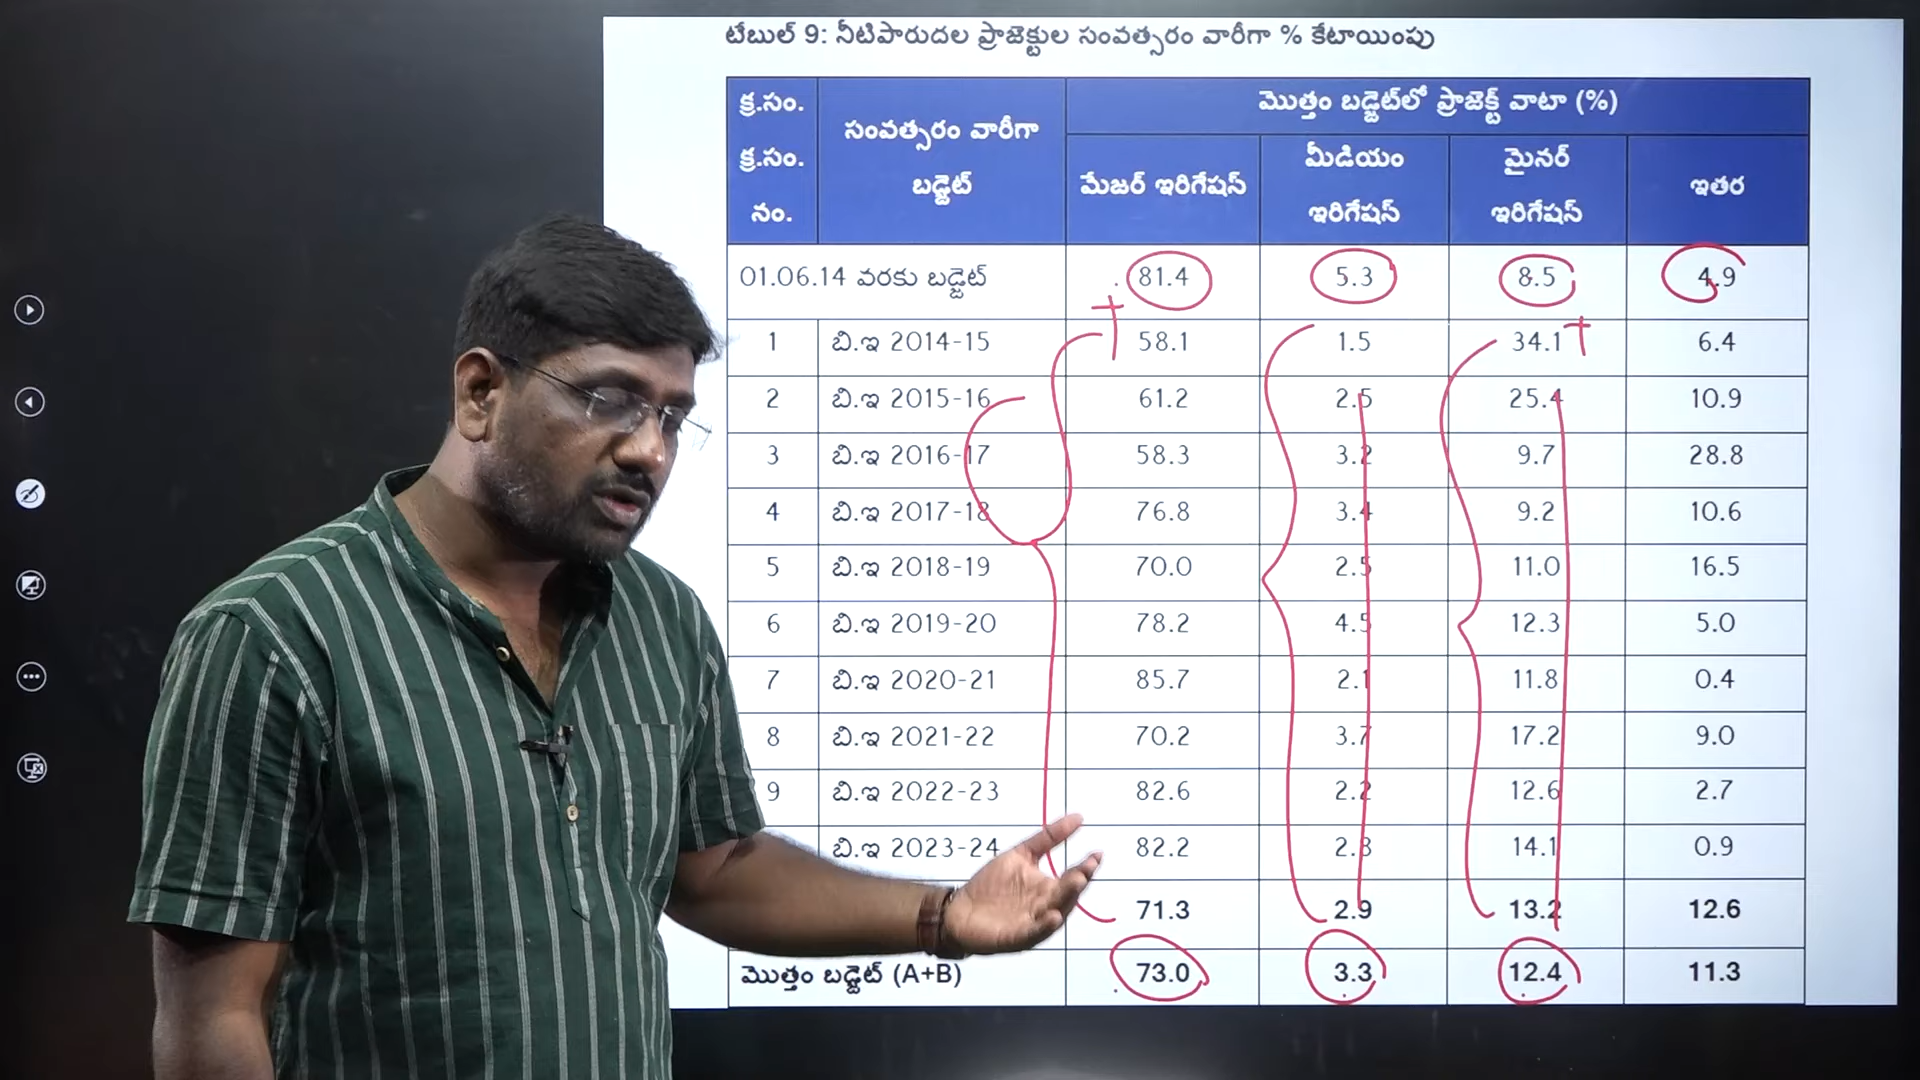 టేబుల్ 9: నీటిపారుదల ప్రాజెక్టుల సంవత్సరం వారీగా % కేటాయింపు
క్ర.సం. క్ర.సం. నం. సంవత్సరం వారీగా బడ్జెట్ మొత్తం బడ్జెట్‌లో ప్రాజెక్ట్ వాటా (%)
మేజర్ ఇరిగేషన్ మీడియం ఇరిగేషన్ మైనర్ ఇరిగేషన్ ఇతర
01.06.14 వరకు బడ్జెట్ 81.4 5.3 8.5 4.9
1 బి.ఇ 2014-15 58.1 1.5 34.1 6.4
2 బి.ఇ 2015-16 61.2 2.5 25.4 10.9
3 బి.ఇ 2016-17 58.3 3.2 9.7 28.8
4 బి.ఇ 2017-18 76.8 3.4 9.2 10.6
5 బి.ఇ 2018-19 70.0 2.5 11.0 16.5
6 బి.ఇ 2019-20 78.2 4.5 12.3 5.0
7 బి.ఇ 2020-21 85.7 2.1 11.8 0.4
8 బి.ఇ 2021-22 70.2 3.7 17.2 9.0
9 బి.ఇ 2022-23 82.6 2.2 12.6 2.7
బి.ఇ 2023-24 82.2 2.8 14.1 0.9
71.3 2.9 13.2 12.6
మొత్తం బడ్జెట్ (A+B) 73.0 3.3 12.4 11.3